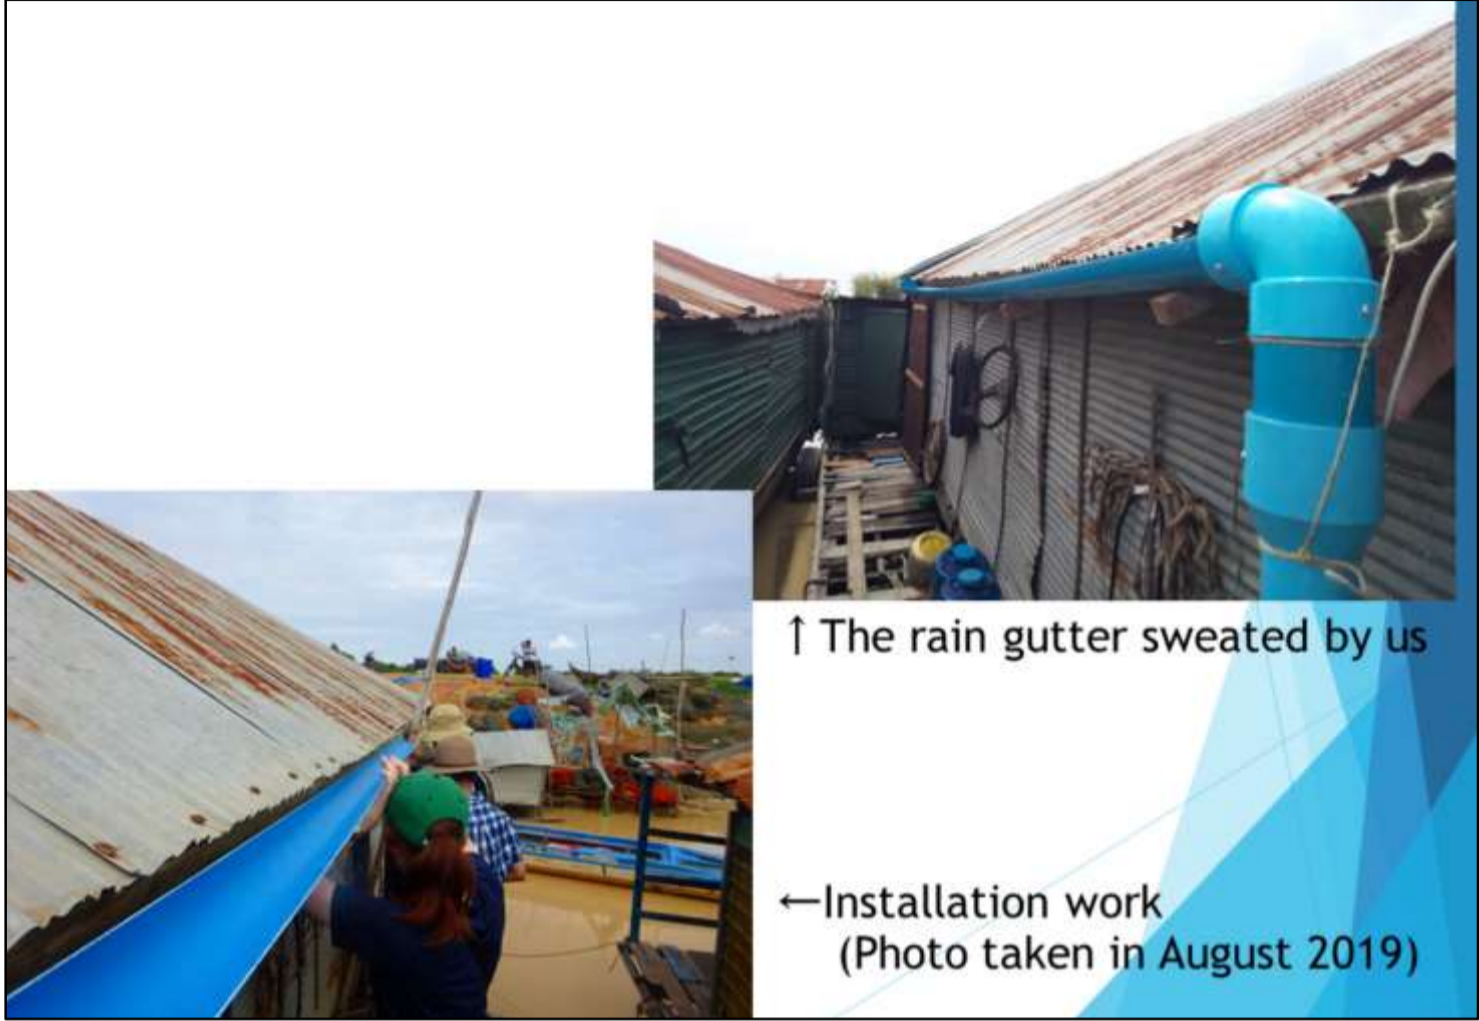 ↑ The rain gutter sweated by us
←Installation work
(Photo taken in August 2019)